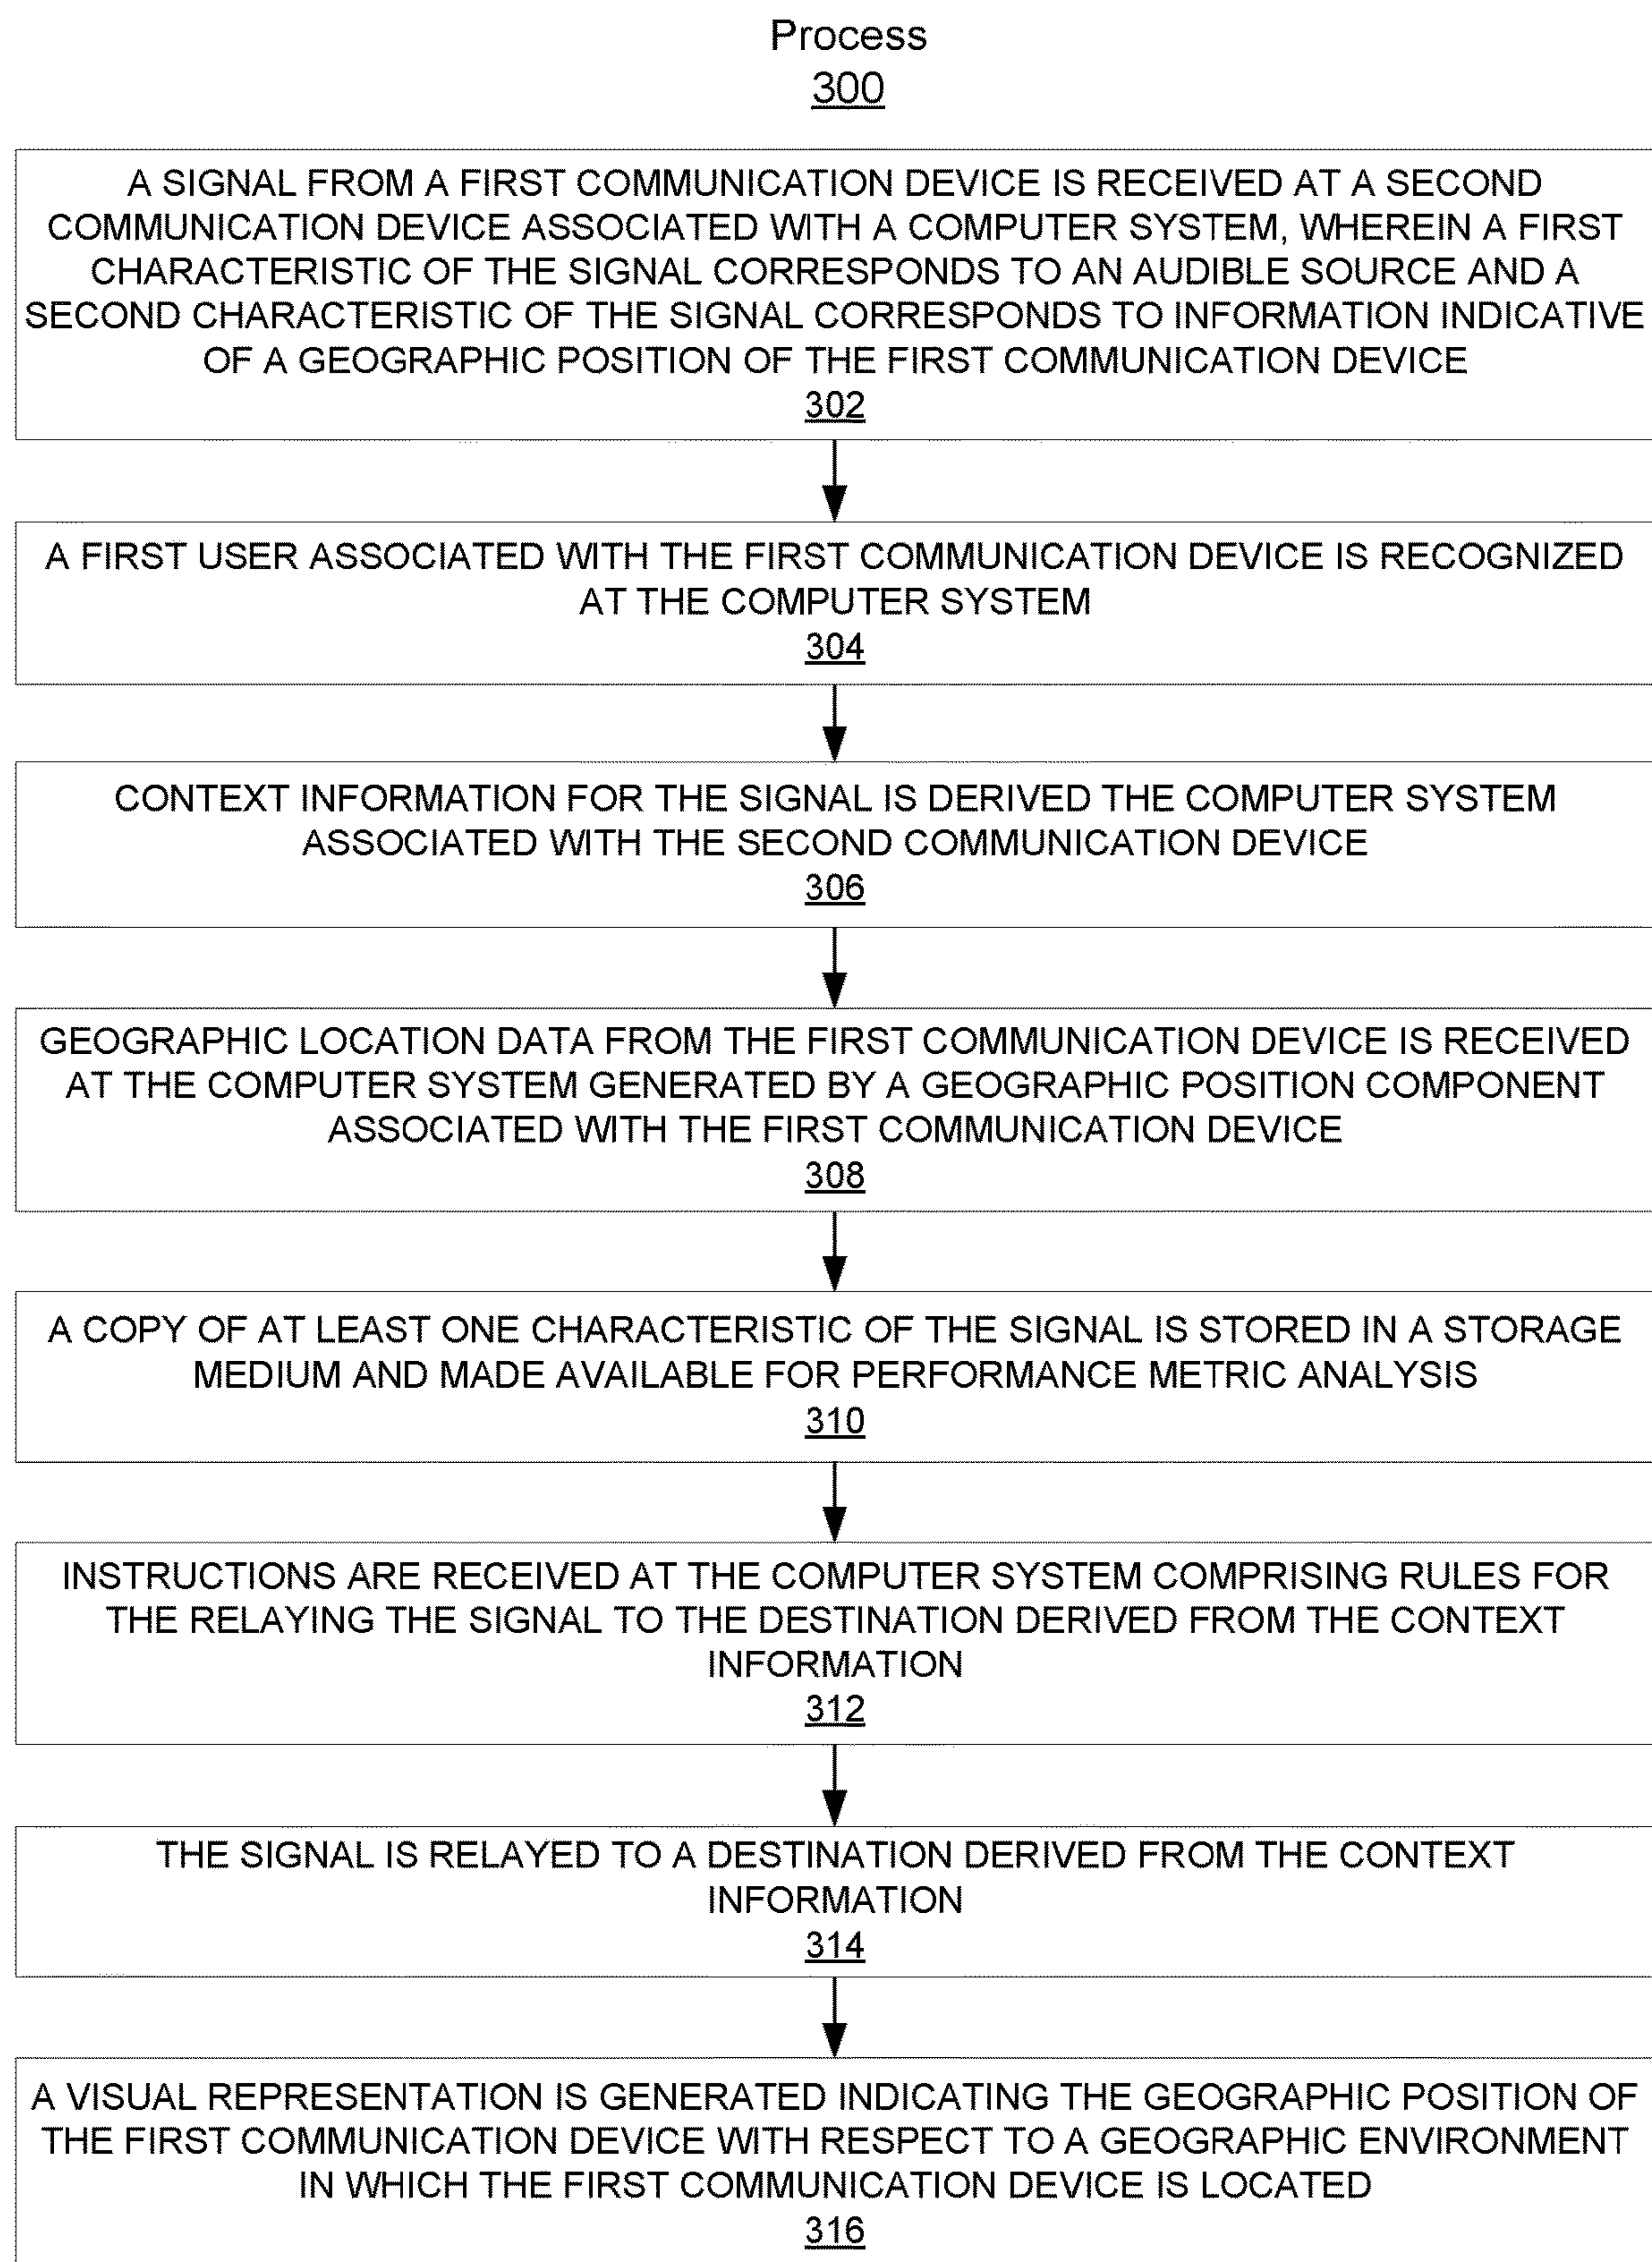 Process
300
A SIGNAL FROM A FIRST COMMUNICATION DEVICE IS RECEIVED AT A SECOND
COMMUNICATION DEVICE ASSOCIATED WITH A COMPUTER SYSTEM, WHEREIN A FIRST
CHARACTERISTIC OF THE SIGNAL CORRESPONDS TO AN AUDIBLE SOURCE AND A
SECOND CHARACTERISTIC OF THE SIGNAL CORRESPONDS TO INFORMATION INDICATIVE
OF A GEOGRAPHIC POSITION OF THE FIRST COMMUNICATION DEVICE
302
A FIRST USER ASSOCIATED WITH THE FIRST COMMUNICATION DEVICE IS RECOGNIZED
AT THE COMPUTER SYSTEM
304
CONTEXT INFORMATION FOR THE SIGNAL IS DERIVED THE COMPUTER SYSTEM
ASSOCIATED WITH THE SECOND COMMUNICATION DEVICE
306
GEOGRAPHIC LOCATION DATA FROM THE FIRST COMMUNICATION DEVICE IS RECEIVED
AT THE COMPUTER SYSTEM GENERATED BY A GEOGRAPHIC POSITION COMPONENT
ASSOCIATED WITH THE FIRST COMMUNICATION DEVICE
308
A COPY OF AT LEAST ONE CHARACTERISTIC OF THE SIGNAL IS STORED IN A STORAGE
MEDIUM AND MADE AVAILABLE FOR PERFORMANCE METRIC ANALYSIS
310
INSTRUCTIONS ARE RECEIVED AT THE COMPUTER SYSTEM COMPRISING RULES FOR
THE RELAYING THE SIGNAL TO THE DESTINATION DERIVED FROM THE CONTEXT
INFORMATION
312
THE SIGNAL IS RELAYED TO A DESTINATION DERIVED FROM THE CONTEXT
INFORMATION
314
A VISUAL REPRESENTATION IS GENERATED INDICATING THE GEOGRAPHIC POSITION OF
THE FIRST COMMUNICATION DEVICE WITH RESPECT TO A GEOGRAPHIC ENVIRONMENT
IN WHICH THE FIRST COMMUNICATION DEVICE IS LOCATED
316